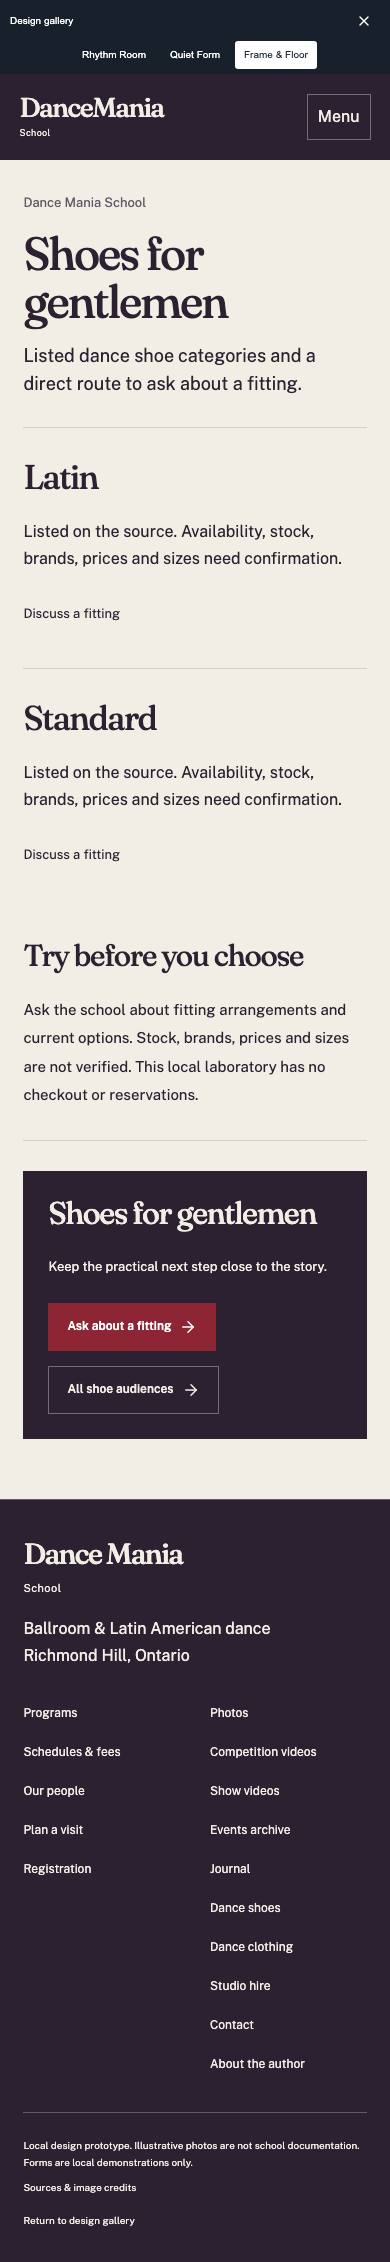 Design gallery
Rhythm Room Quiet Form Frame & Floor
DanceMania
School
Menu
Dance Mania School
Shoes for
gentlemen
Listed dance shoe categories and a
direct route to ask about a fitting.
Latin
Listed on the source. Availability, stock,
brands, prices and sizes need confirmation.
Discuss a fitting
Standard
Listed on the source. Availability, stock,
brands, prices and sizes need confirmation.
Discuss a fitting
Try before you choose
Ask the school about fitting arrangements and
current options. Stock, brands, prices and sizes
are not verified. This local laboratory has no
checkout or reservations.
Shoes for gentlemen
Keep the practical next step close to the story.
Ask about a fitting
All shoe audiences
Dance Mania
School
Ballroom & Latin American dance
Richmond Hill, Ontario
Programs
Schedules & fees
Our people
Plan a visit
Registration
Photos
Competition videos
Show videos
Events archive
Journal
Dance shoes
Dance clothing
Studio hire
Contact
About the author
Local design prototype. Illustrative photos are not school documentation.
Forms are local demonstrations only.
Sources & image credits
Return to design gallery